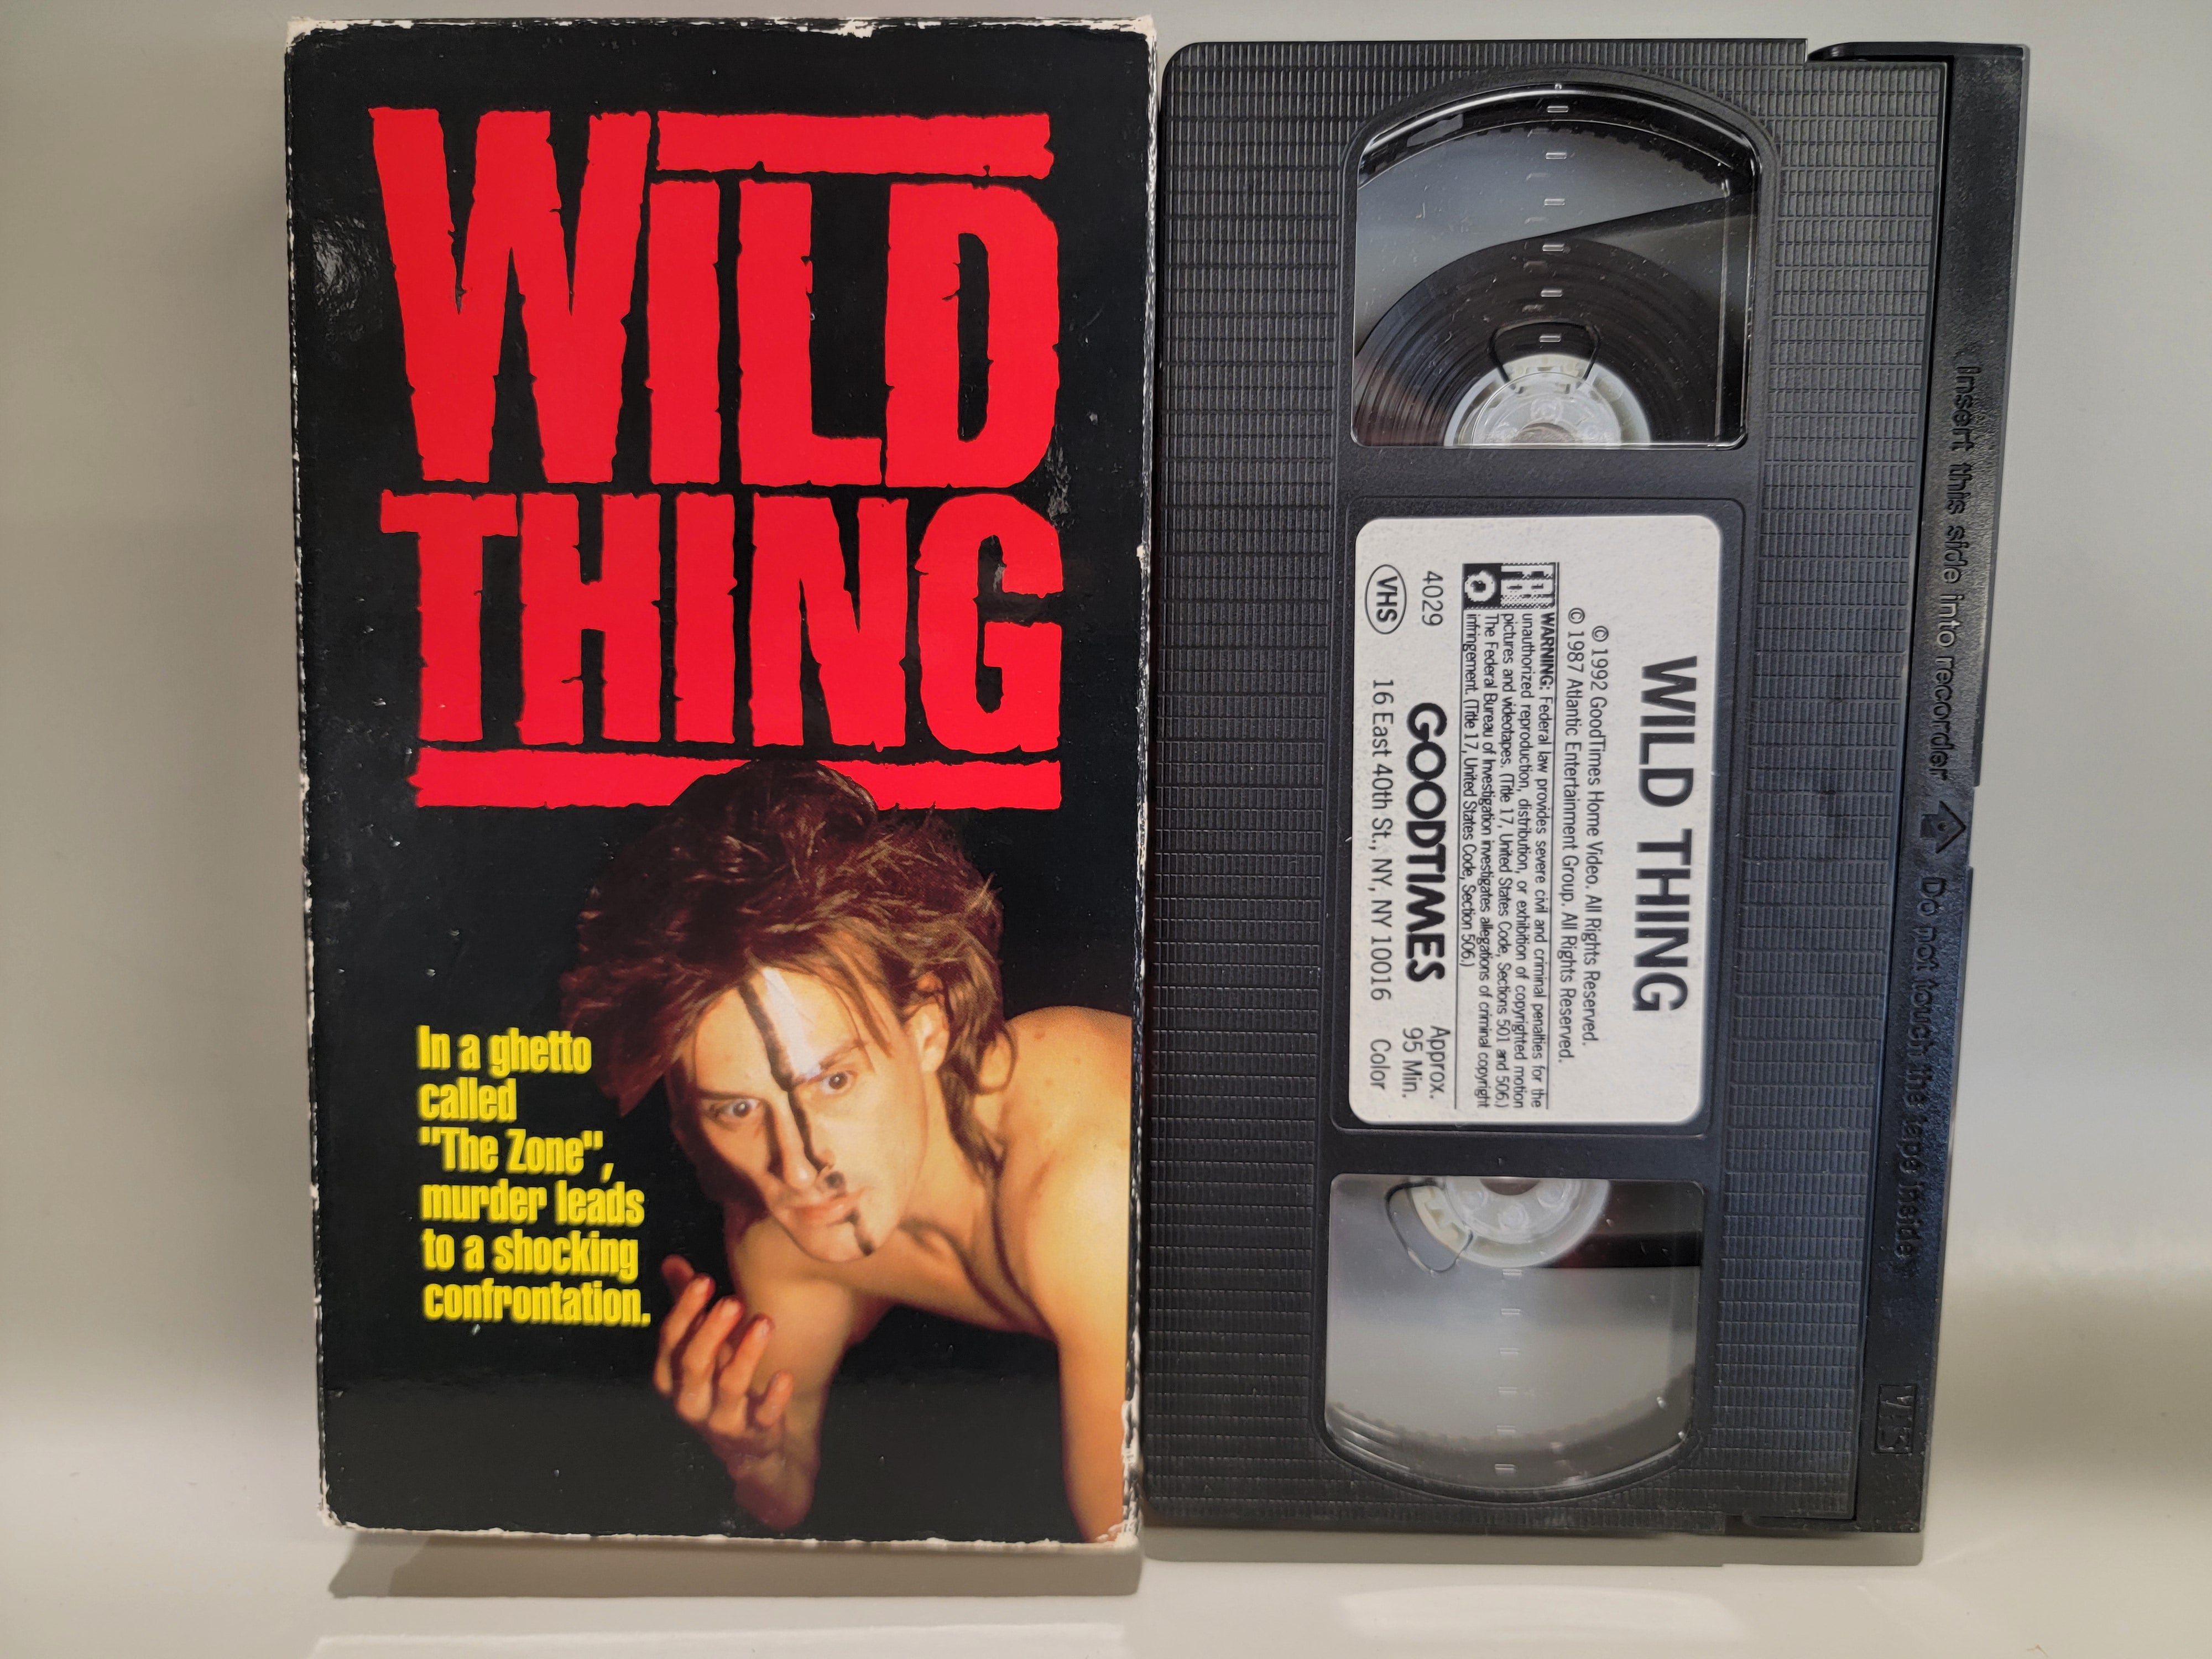 WILD
THING
In a ghetto
called
"The Zone",
murder leads
to a shocking
confrontation.
WILD THING
© 1992 GoodTimes Home Video. All Rights Reserved.
© 1987 Atlantic Entertainment Group. All Rights Reserved.
WARNING: Federal law provides severe civil and criminal penalties for the
unauthorized reproduction, distribution, or exhibition of copyrighted motion
pictures and videotapes. (Title 17, United States Code, Sections 501 and 506.)
The Federal Bureau of Investigation investigates allegations of criminal copyright
infringement. (Title 17, United States Code, Section 506.)
4029 GOODTIMES Approx. 95 Min.
VHS 16 East 40th St., NY, NY 10016 Color
Insert this side into recorder Do not touch the tape inside
VHS